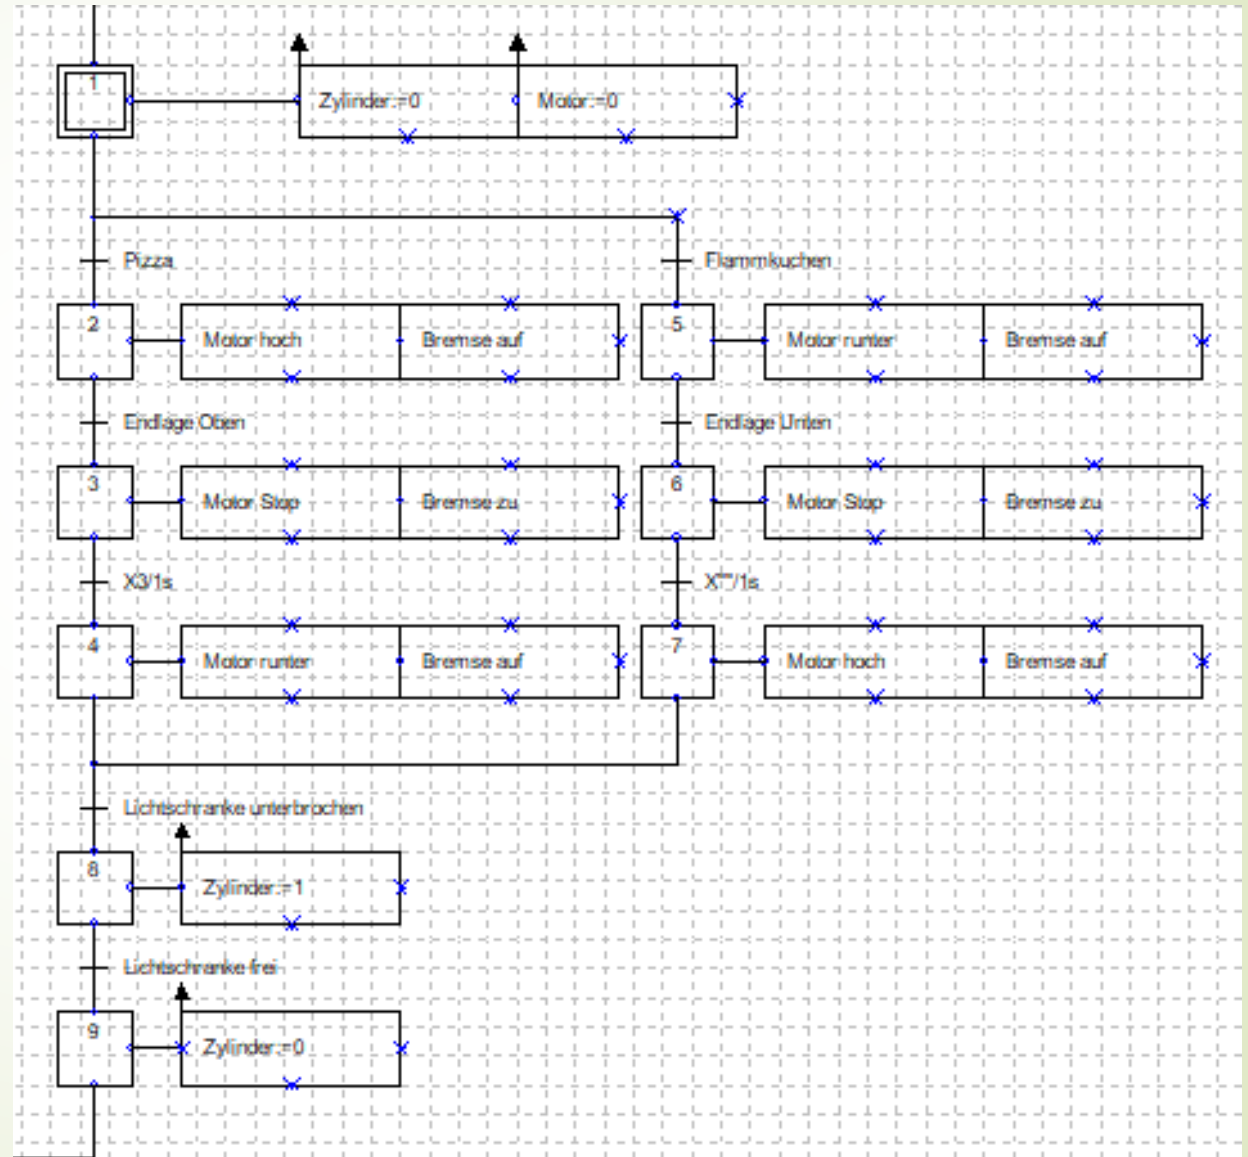 1
Zylinder:=0 Motor:=0
Pizza Flammkuchen
2 Motor hoch Bremse auf 5 Motor runter Bremse auf
Endlage Oben Endlage Unten
3 Motor Stop Bremse zu 6 Motor Stop Bremse zu
X3/1s X"""/1s
4 Motor runter Bremse auf 7 Motor hoch Bremse auf
Lichtschranke unterbrochen
8 Zylinder:=1
Lichtschranke frei
9 Zylinder:=0